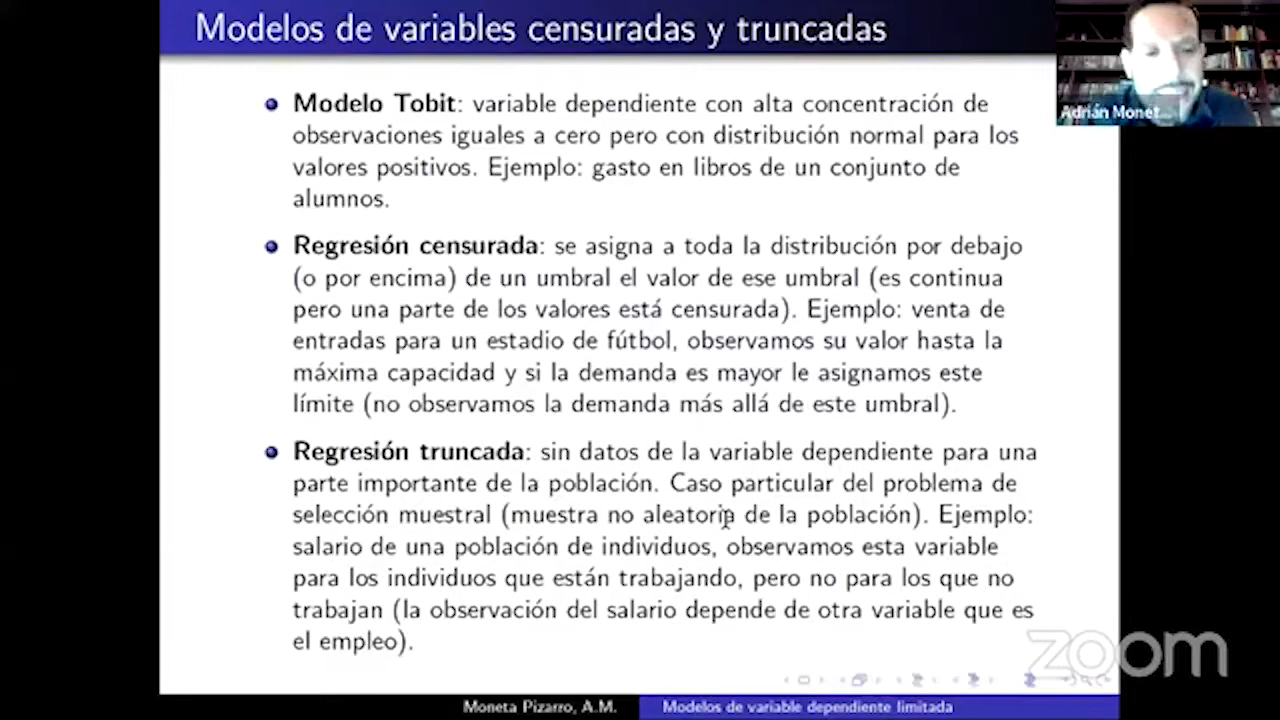 Modelos de variables censuradas y truncadas
Adrián Monet...
Modelo Tobit: variable dependiente con alta concentración de
observaciones iguales a cero pero con distribución normal para los
valores positivos. Ejemplo: gasto en libros de un conjunto de
alumnos.
Regresión censurada: se asigna a toda la distribución por debajo
(o por encima) de un umbral el valor de ese umbral (es continua
pero una parte de los valores está censurada). Ejemplo: venta de
entradas para un estadio de fútbol, observamos su valor hasta la
máxima capacidad y si la demanda es mayor le asignamos este
límite (no observamos la demanda más allá de este umbral).
Regresión truncada: sin datos de la variable dependiente para una
parte importante de la población. Caso particular del problema de
selección muestral (muestra no aleatoria de la población). Ejemplo:
salario de una población de individuos, observamos esta variable
para los individuos que están trabajando, pero no para los que no
trabajan (la observación del salario depende de otra variable que es
el empleo).
zoom
Moneta Pizarro, A.M.
Modelos de variable dependiente limitada